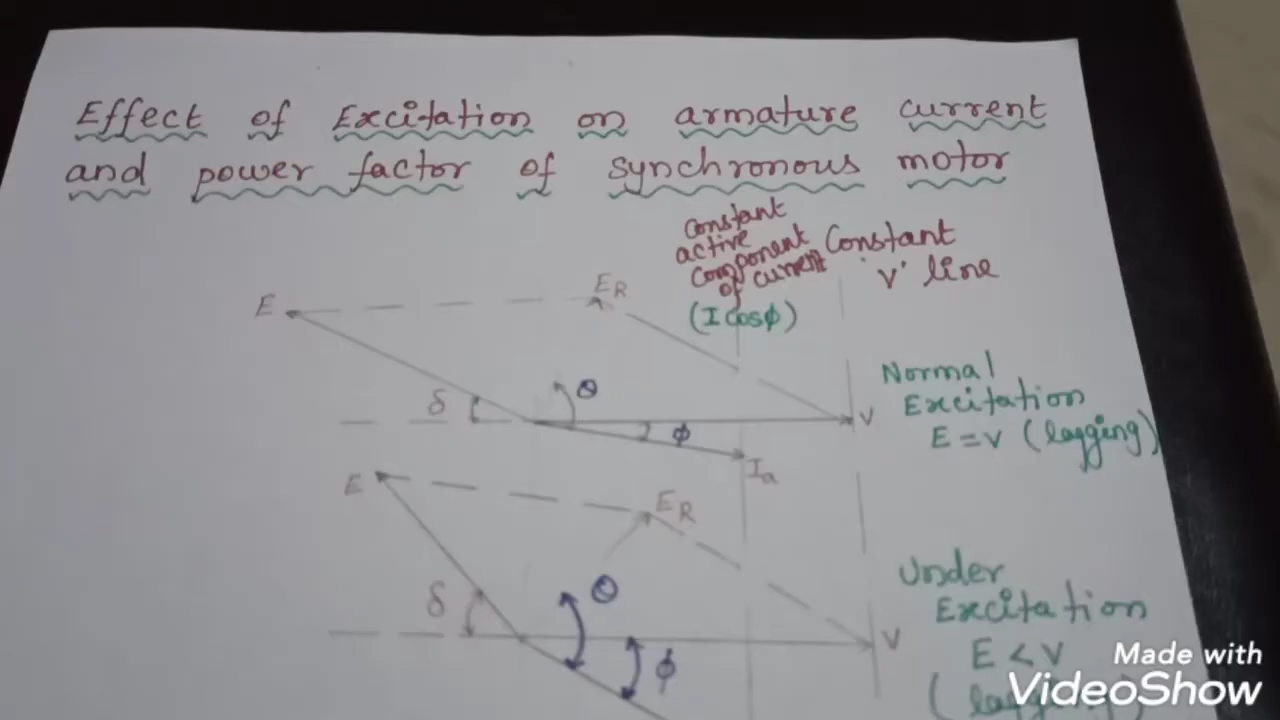 Effect of Excitation on armature current
and power factor of synchronous motor
Constant
active
component
of current
(I cosϕ)
Constant
'V' line
E
E_R
δ
θ
ϕ
V
I_a
Normal
Excitation
E = V (lagging)
E
E_R
δ
θ
ϕ
V
Under
Excitation
E < V
(lagging)
Made with
VideoShow